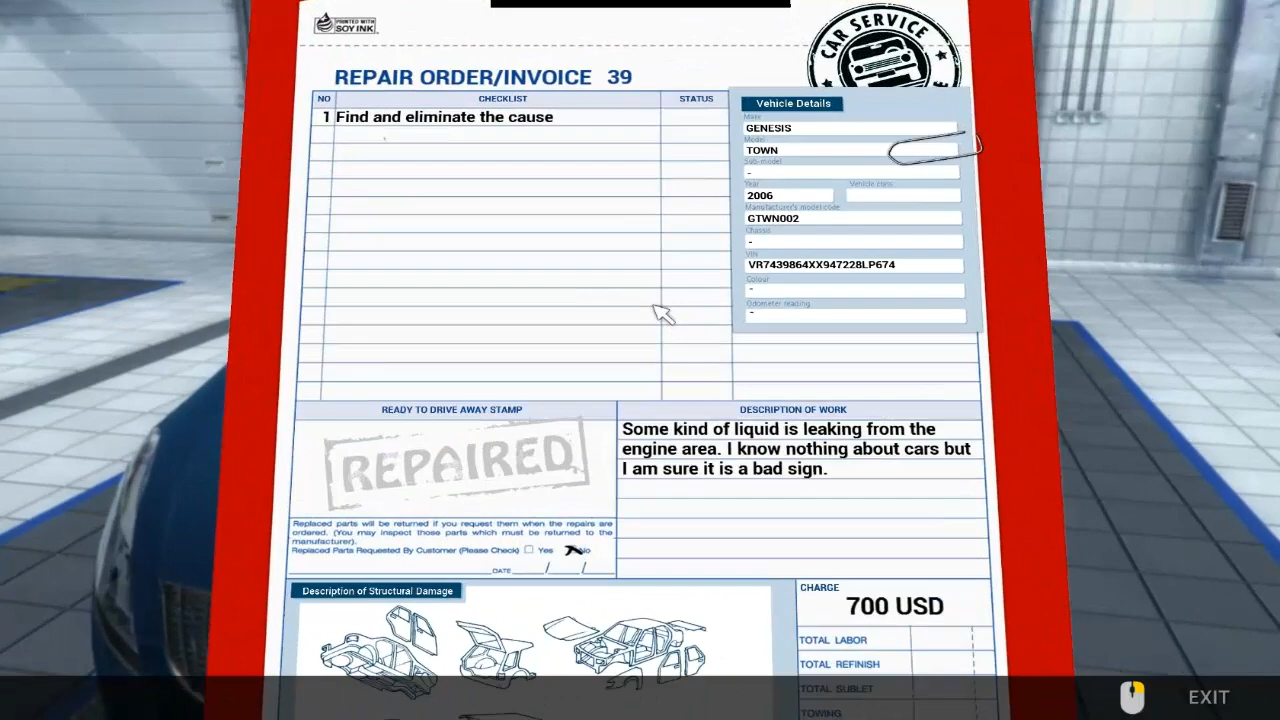 PRINTED WITH
SOY INK
CAR SERVICE
REPAIR ORDER/INVOICE 39
NO CHECKLIST STATUS
1 Find and eliminate the cause
Vehicle Details
Make
GENESIS
Model
TOWN
Sub-model
-
Year
Vehicle class
2006
Manufacturer's model code
GTWN002
Chassis
-
VIN
VR7439864XX947228LP674
Colour
-
Odometer reading
-
READY TO DRIVE AWAY STAMP
REPAIRED
DESCRIPTION OF WORK
Some kind of liquid is leaking from the
engine area. I know nothing about cars but
I am sure it is a bad sign.
Replaced parts will be returned if you request them when the repairs are
ordered. (You may inspect those parts which must be returned to the
manufacturer).
Replaced Parts Requested By Customer (Please Check) Yes No
DATE / /
Description of Structural Damage
CHARGE
700 USD
TOTAL LABOR
TOTAL REFINISH
TOTAL SUBLET
TOWING
EXIT